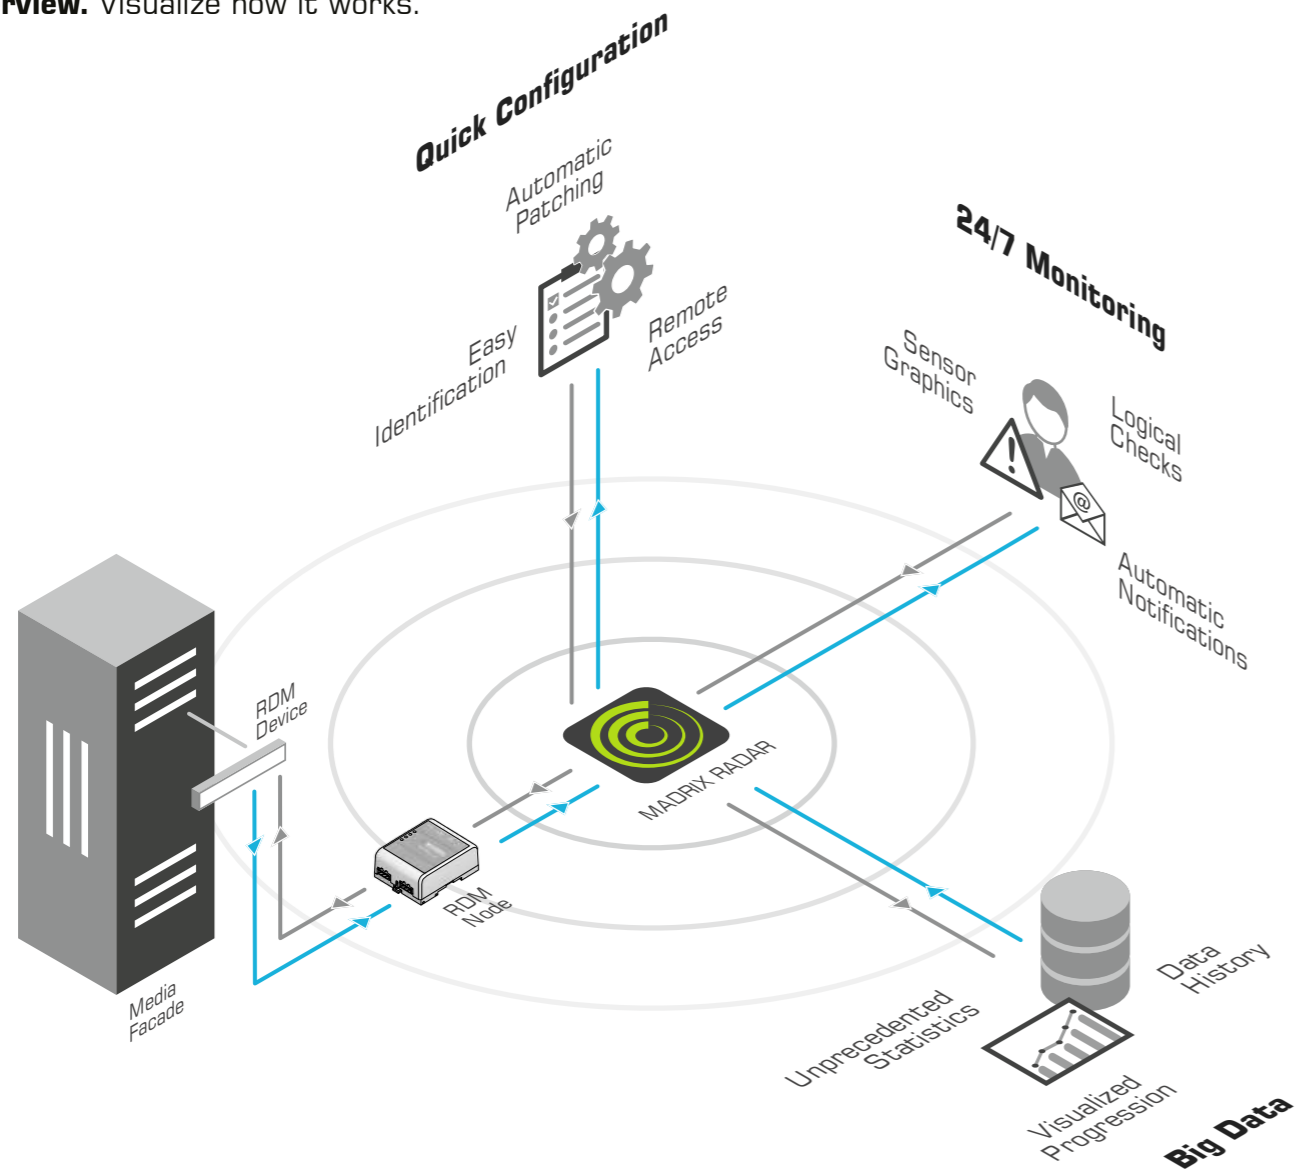 rview. Visualize how it works.
Quick Configuration
Automatic
Patching
Easy
Identification
Remote
Access
24/7 Monitoring
Sensor
Graphics
Logical
Checks
@
Automatic
Notifications
RDM
Device
MADRIX RADAR
RDM
Node
Media
Facade
Data
History
Unprecedented
Statistics
Visualized
Progression
Big Data